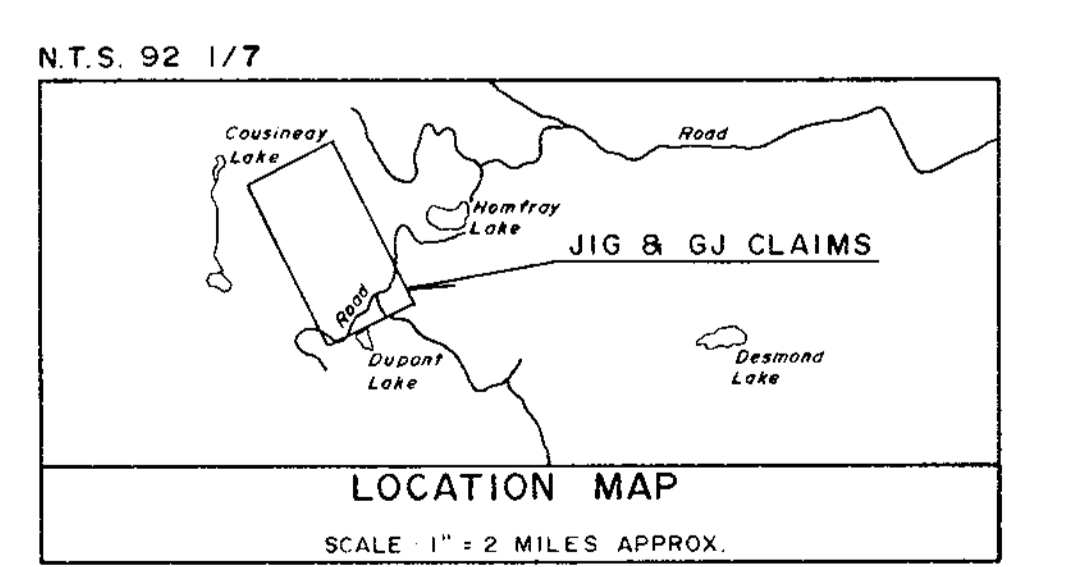 N.T.S. 92 I/7
Cousineay
Lake
Road
Homfray
Lake
JIG & GJ CLAIMS
Road
Dupont
Lake
Desmond
Lake
LOCATION MAP
SCALE · 1" = 2 MILES APPROX.